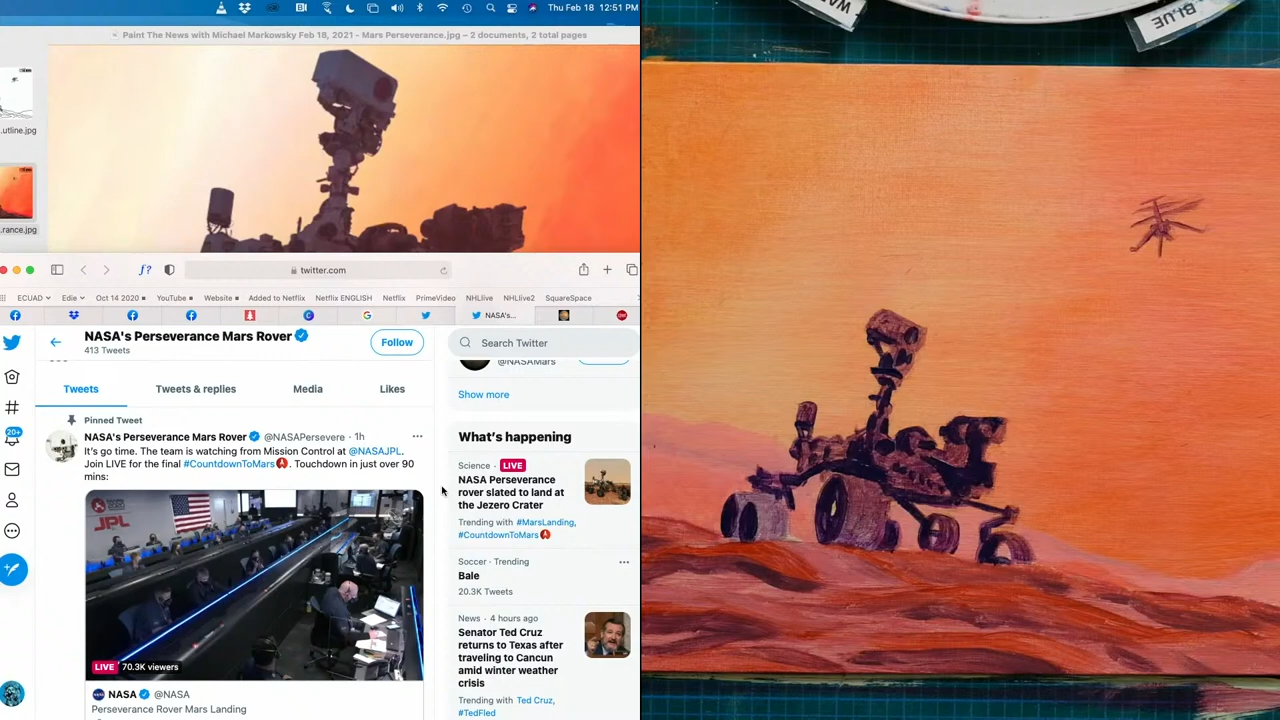 Thu Feb 18 12:51 PM
Paint The News with Michael Markowsky Feb 18, 2021 - Mars Perseverance.jpg – 2 documents, 2 total pages
.utline.jpg
.rance.jpg
BLUE
f?
twitter.com
ECUAD
Edie
Oct 14 2020
YouTube
Website
Added to Netflix
Netflix ENGLISH
Netflix
PrimeVideo
NHLlive
NHLlive2
SquareSpace
NASA's...
NASA's Perseverance Mars Rover
413 Tweets
Follow
Search Twitter
@NASAMars
Show more
Tweets
Tweets & replies
Media
Likes
20+
Pinned Tweet
NASA's Perseverance Mars Rover @NASAPersevere · 1h
It's go time. The team is watching from Mission Control at @NASAJPL.
Join LIVE for the final #CountdownToMars. Touchdown in just over 90
mins:
JPL
LIVE 70.3K viewers
NASA @NASA
Perseverance Rover Mars Landing
What's happening
Science · LIVE
NASA Perseverance
rover slated to land at
the Jezero Crater
Trending with #MarsLanding,
#CountdownToMars
Soccer · Trending
Bale
20.3K Tweets
News · 4 hours ago
Senator Ted Cruz
returns to Texas after
traveling to Cancun
amid winter weather
crisis
Trending with Ted Cruz,
#TedFled